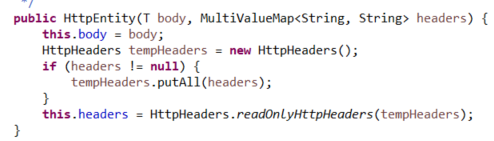 */
public HttpEntity(T body, MultiValueMap<String, String> headers) {
this.body = body;
HttpHeaders tempHeaders = new HttpHeaders();
if (headers != null) {
tempHeaders.putAll(headers);
}
this.headers = HttpHeaders.readOnlyHttpHeaders(tempHeaders);
}